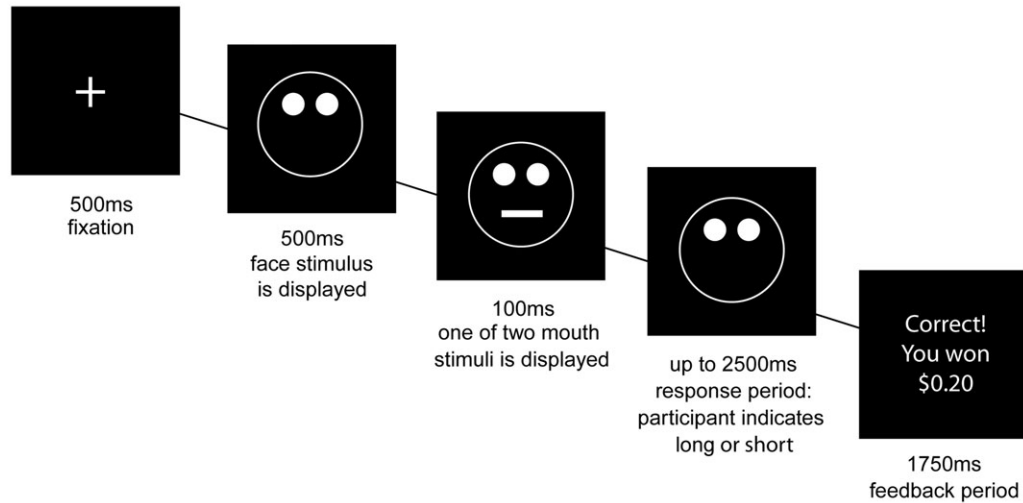 500ms
fixation
500ms
face stimulus
is displayed
100ms
one of two mouth
stimuli is displayed
up to 2500ms
response period:
participant indicates
long or short
Correct!
You won
$0.20
1750ms
feedback period